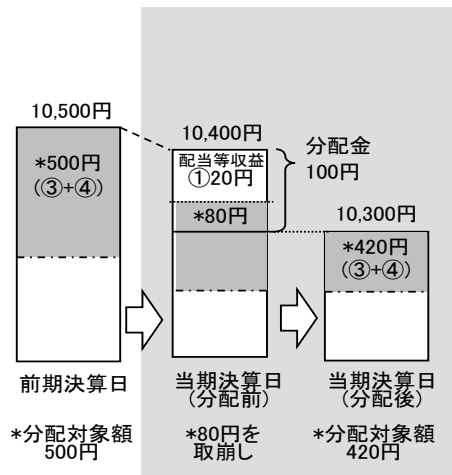 10,500円
*500円
(③+④)
前期決算日
*分配対象額
500円
10,400円
配当等収益
①20円
*80円
分配金
100円
当期決算日
(分配前)
*80円を
取崩し
10,300円
*420円
(③+④)
当期決算日
(分配後)
*分配対象額
420円